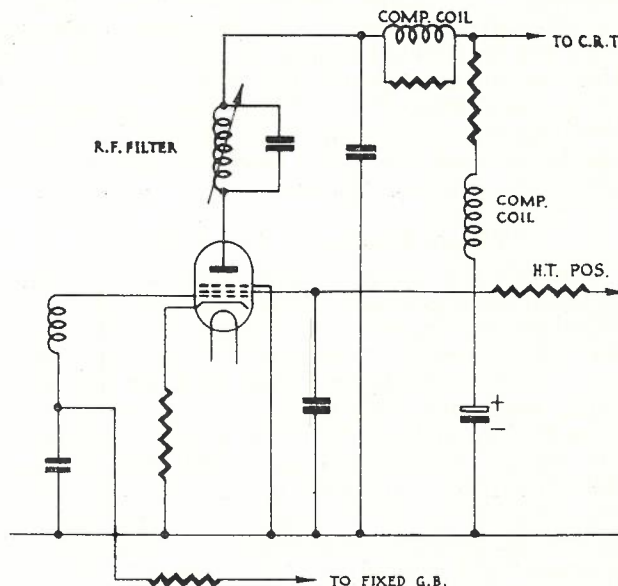 COMP. COIL
TO C.R.T
R.F. FILTER
COMP.
COIL
H.T. POS.
+
–
TO FIXED G.B.